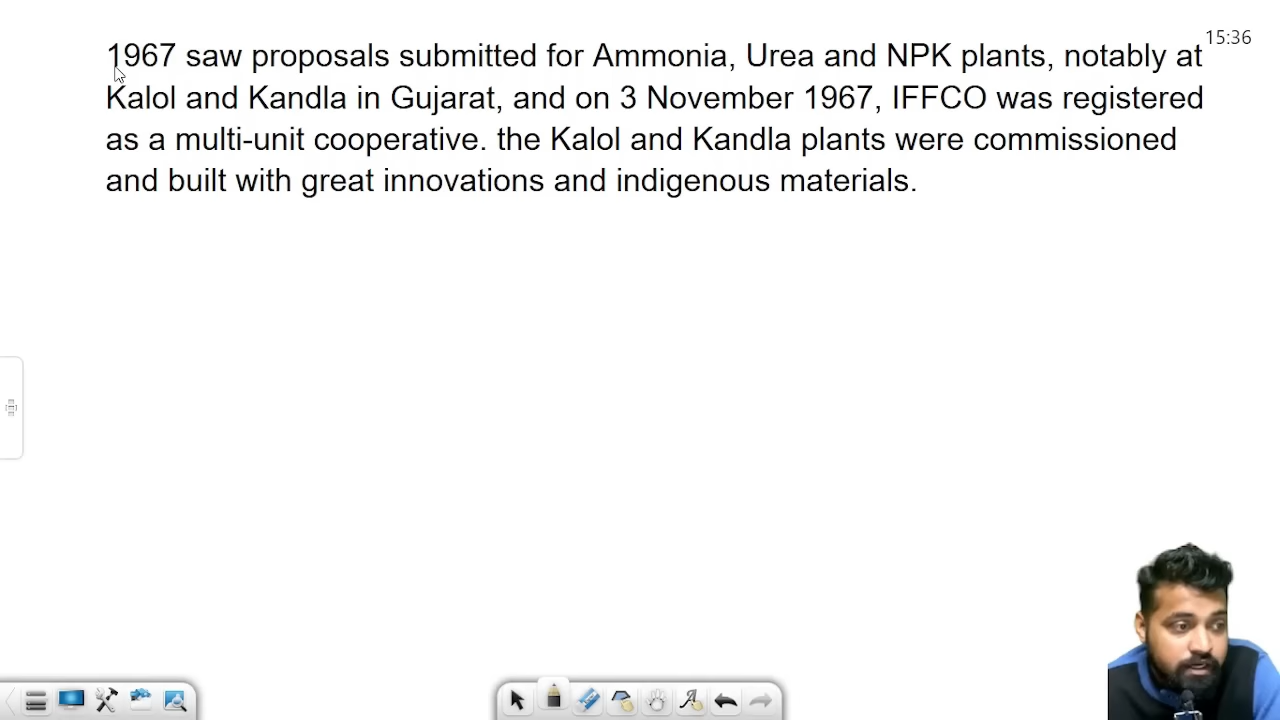 15:36
1967 saw proposals submitted for Ammonia, Urea and NPK plants, notably at
Kalol and Kandla in Gujarat, and on 3 November 1967, IFFCO was registered
as a multi-unit cooperative. the Kalol and Kandla plants were commissioned
and built with great innovations and indigenous materials.